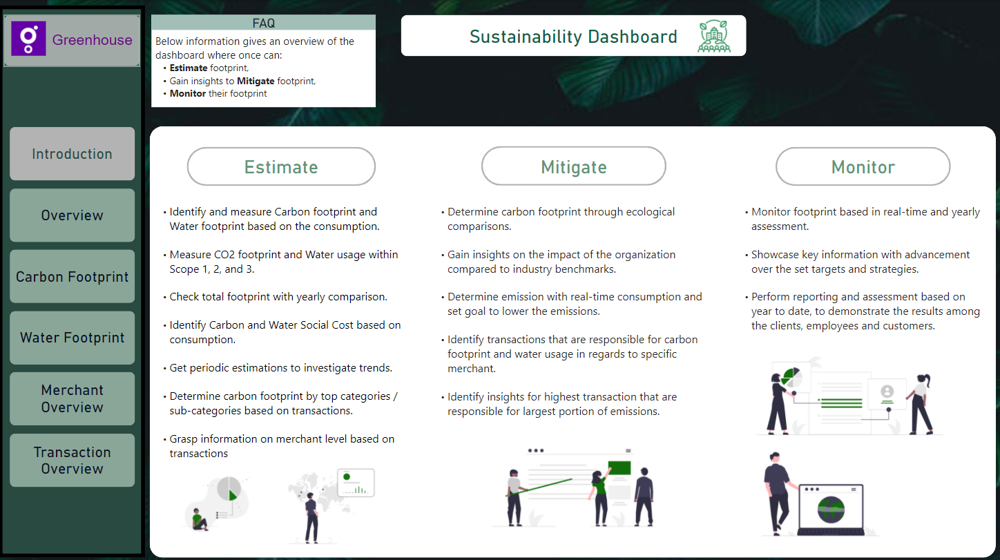 Greenhouse
Introduction
Overview
Carbon Footprint
Water Footprint
Merchant
Overview
Transaction
Overview
FAQ
Below information gives an overview of the
dashboard where once can:
• Estimate footprint,
• Gain insights to Mitigate footprint,
• Monitor their footprint
Sustainability Dashboard
Estimate
• Identify and measure Carbon footprint and
Water footprint based on the consumption.
• Measure CO2 footprint and Water usage within
Scope 1, 2, and 3.
• Check total footprint with yearly comparison.
• Identify Carbon and Water Social Cost based on
consumption.
• Get periodic estimations to investigate trends.
• Determine carbon footprint by top categories /
sub-categories based on transactions.
• Grasp information on merchant level based on
transactions
Mitigate
• Determine carbon footprint through ecological
comparisons.
• Gain insights on the impact of the organization
compared to industry benchmarks.
• Determine emission with real-time consumption and
set goal to lower the emissions.
• Identify transactions that are responsible for carbon
footprint and water usage in regards to specific
merchant.
• Identify insights for highest transaction that are
responsible for largest portion of emissions.
Monitor
• Monitor footprint based in real-time and yearly
assessment.
• Showcase key information with advancement
over the set targets and strategies.
• Perform reporting and assessment based on
year to date, to demonstrate the results among
the clients, employees and customers.